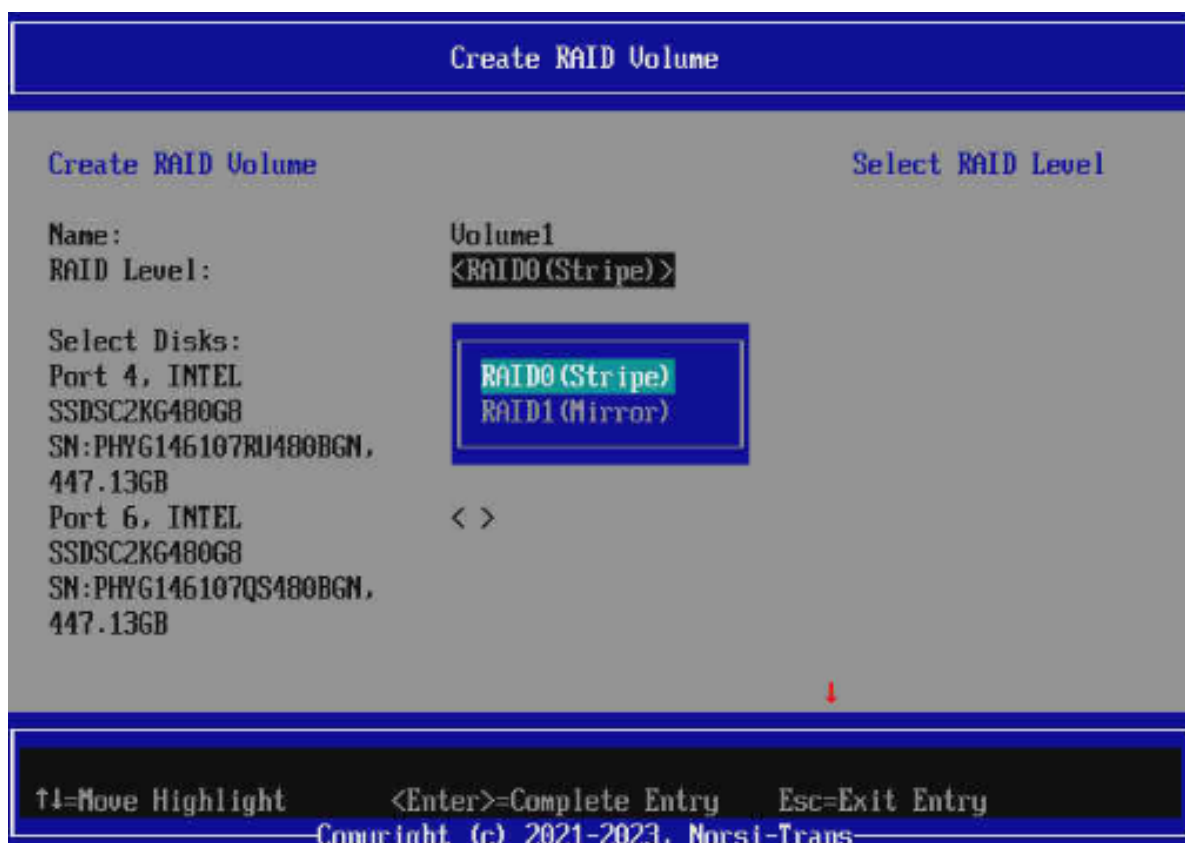 Create RAID Volume
Create RAID Volume Select RAID Level
Name: Volume1
RAID Level: <RAID0(Stripe)>
Select Disks:
Port 4, INTEL
SSDSC2KG480G8
SN:PHYG146107RU480BGN,
447.13GB
RAID0(Stripe)
RAID1(Mirror)
Port 6, INTEL < >
SSDSC2KG480G8
SN:PHYG146107QS480BGN,
447.13GB
↓
↑↓=Move Highlight <Enter>=Complete Entry Esc=Exit Entry
Copyright (c) 2021-2023, Norsi-Trans